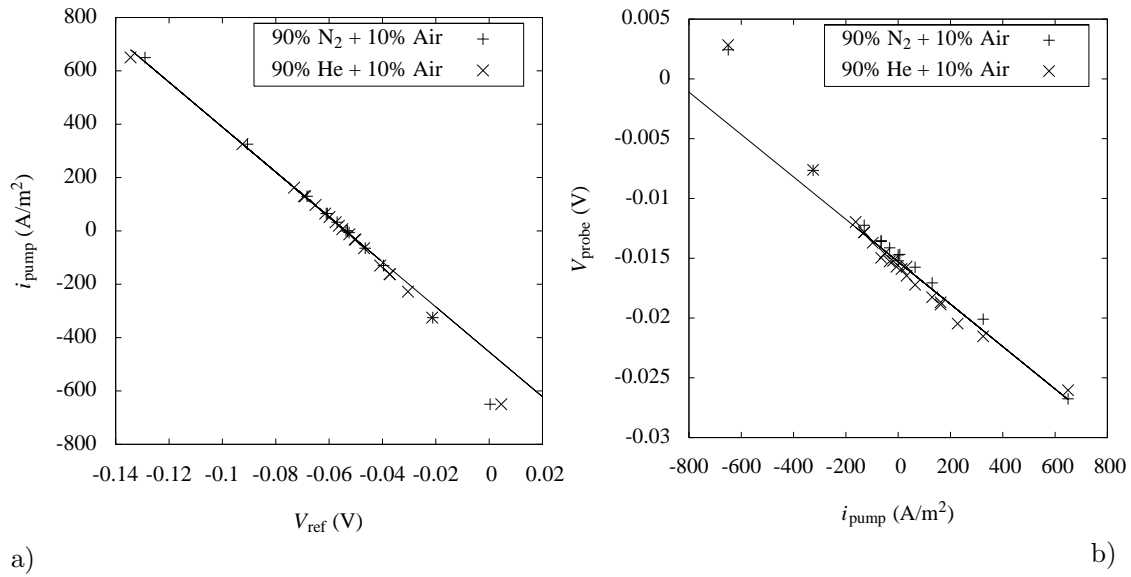 90% N₂ + 10% Air
90% He + 10% Air
800
600
400
200
0
-200
-400
-600
-800
i_pump (A/m²)
-0.14 -0.12 -0.1 -0.08 -0.06 -0.04 -0.02 0 0.02
V_ref (V)
a)
90% N₂ + 10% Air
90% He + 10% Air
0.005
0
-0.005
-0.01
-0.015
-0.02
-0.025
-0.03
V_probe (V)
-800 -600 -400 -200 0 200 400 600 800
i_pump (A/m²)
b)